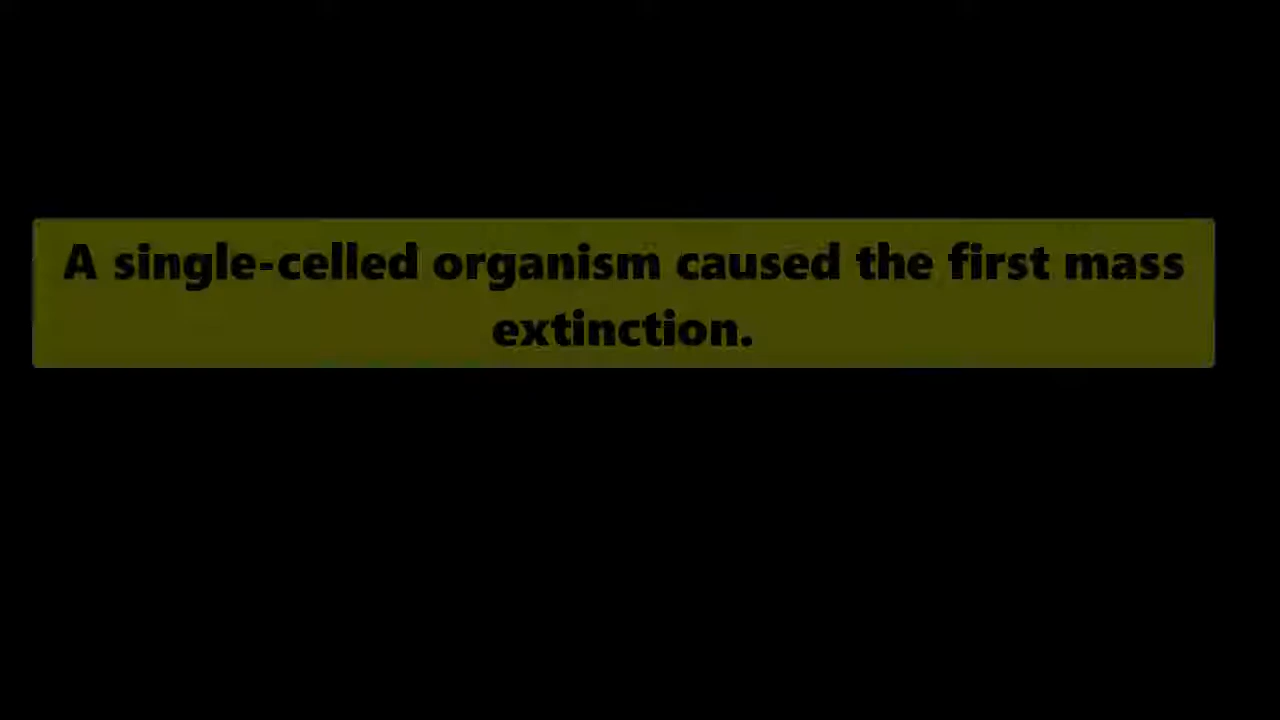 A single-celled organism caused the first mass
extinction.